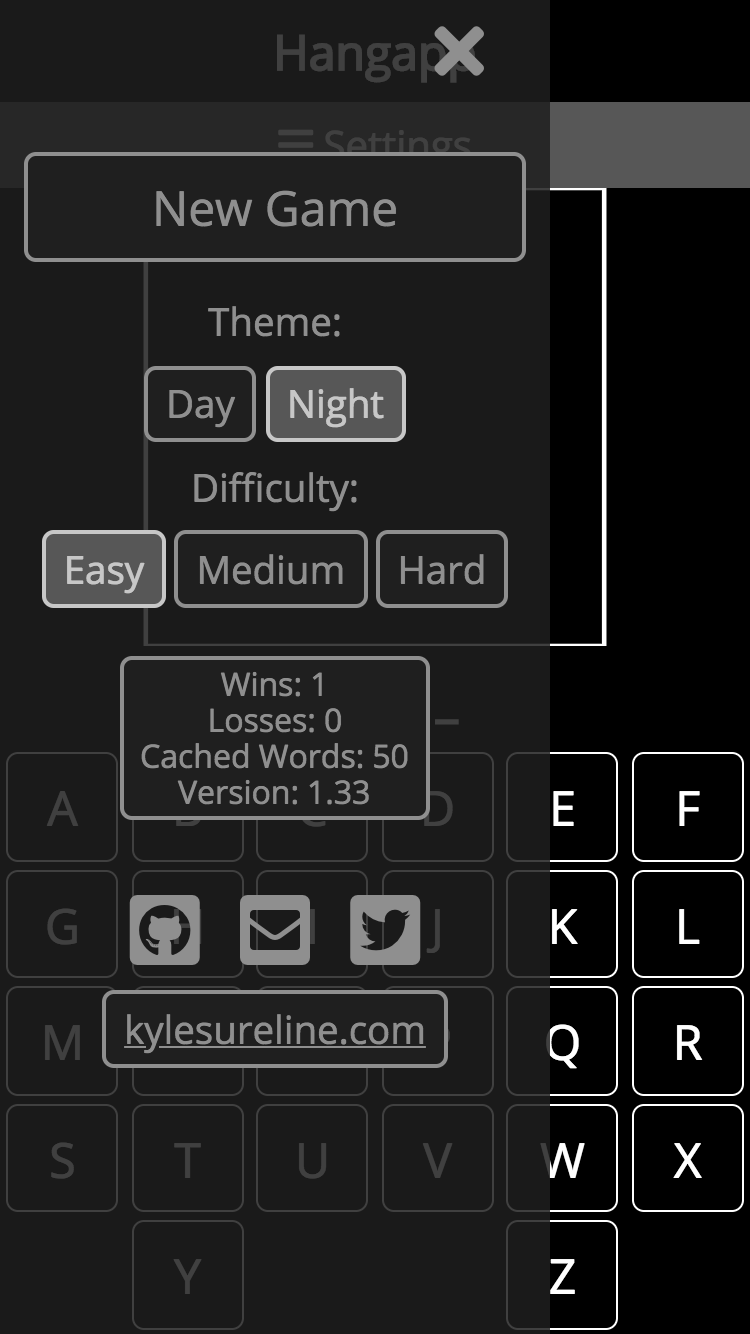 Hangapp
Settings
New Game
Theme:
Day Night
Difficulty:
Easy Medium Hard
Wins: 1
Losses: 0
Cached Words: 50
Version: 1.33
A B C D E F
G H I J K L
kylesureline.com
M Q R
S T U V W X
Y Z